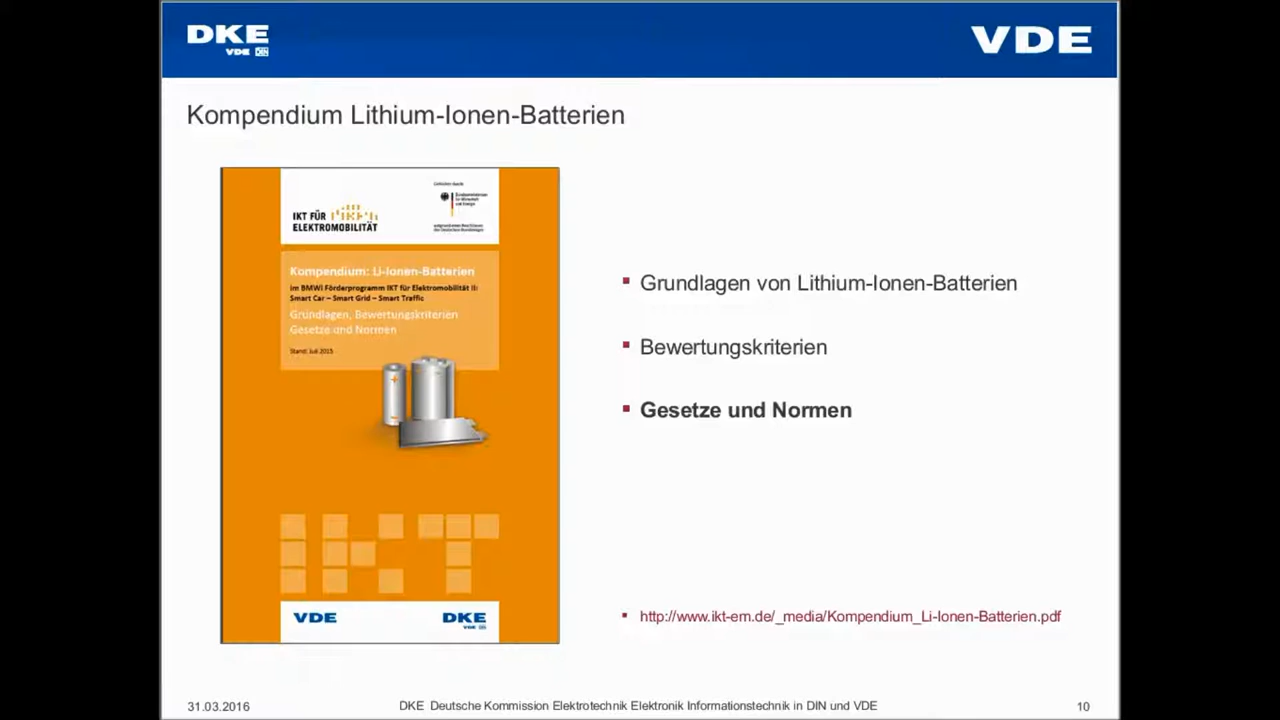 DKE
VDE DIN
VDE
Kompendium Lithium-Ionen-Batterien
IKT FÜR
ELEKTROMOBILITÄT
Kompendium: Li-Ionen-Batterien
im BMWi Förderprogramm IKT für Elektromobilität II:
Smart Car – Smart Grid – Smart Traffic
Grundlagen, Bewertungskriterien
Gesetze und Normen
Stand: Juli 2015
IKT
VDE
DKE
VDE DIN
Grundlagen von Lithium-Ionen-Batterien
Bewertungskriterien
Gesetze und Normen
http://www.ikt-em.de/_media/Kompendium_Li-Ionen-Batterien.pdf
31.03.2016
DKE Deutsche Kommission Elektrotechnik Elektronik Informationstechnik in DIN und VDE
10